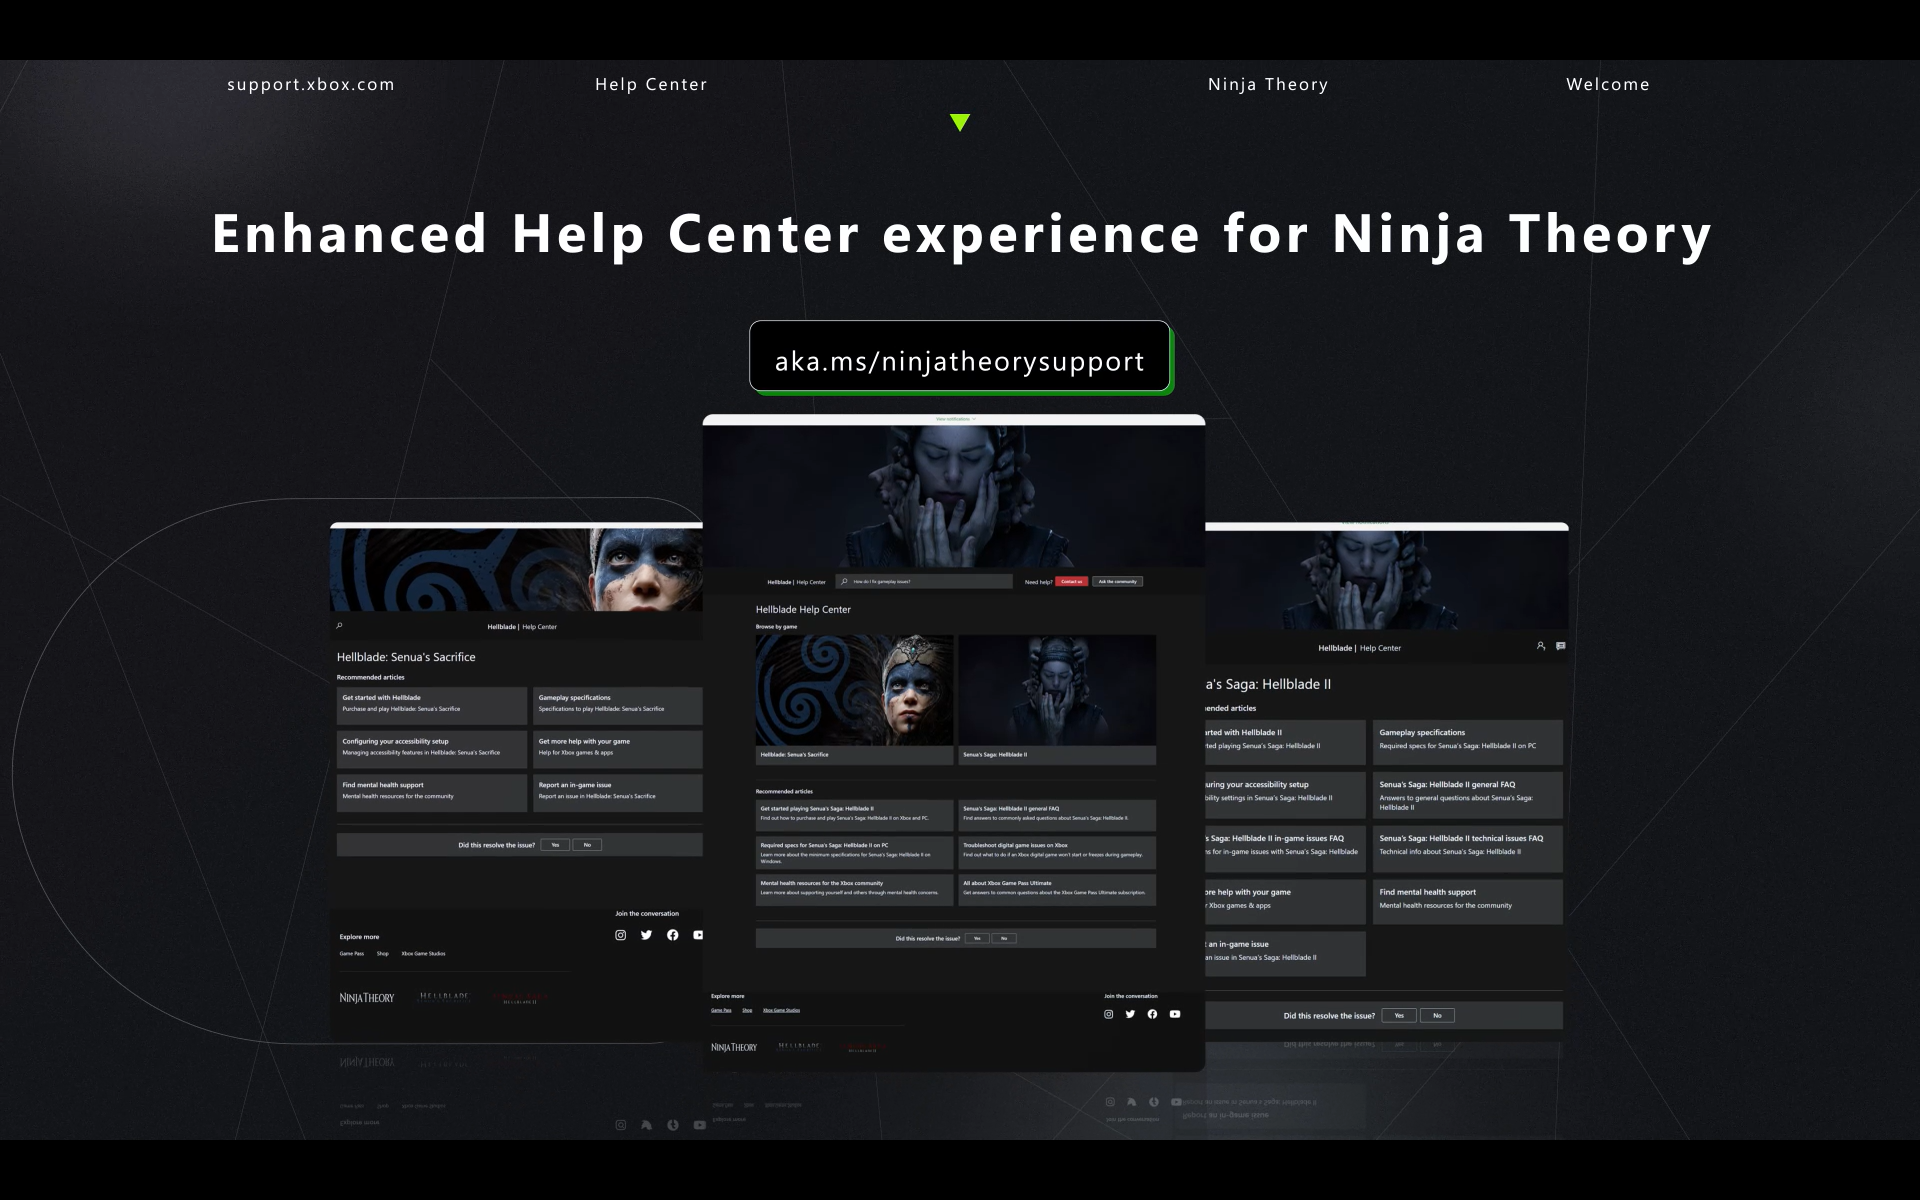 support.xbox.com
Help Center
Ninja Theory
Welcome
Enhanced Help Center experience for Ninja Theory
aka.ms/ninjatheorysupport
Hellblade | Help Center
Hellblade: Senua's Sacrifice
Recommended articles
Get started with Hellblade
Purchase and play Hellblade: Senua's Sacrifice
Gameplay specifications
Specifications to play Hellblade: Senua's Sacrifice
Configuring your accessibility setup
Managing accessibility features in Hellblade: Senua's Sacrifice
Get more help with your game
Help for Xbox games & apps
Find mental health support
Mental health resources for the community
Report an in-game issue
Report an issue in Hellblade: Senua's Sacrifice
Did this resolve the issue?
Yes
No
Join the conversation
Explore more
Game Pass
Shop
Xbox Game Studios
NINJA THEORY
HELLBLADE
HELLBLADE II
View notifications
Hellblade | Help Center
How do I fix gameplay issues?
Need help?
Contact us
Ask the community
Hellblade Help Center
Browse by game
Hellblade: Senua's Sacrifice
Senua's Saga: Hellblade II
Recommended articles
Get started playing Senua's Saga: Hellblade II
Find out how to purchase and play Senua's Saga: Hellblade II on Xbox and PC.
Senua's Saga: Hellblade II general FAQ
Find answers to commonly asked questions about Senua's Saga: Hellblade II.
Required specs for Senua's Saga: Hellblade II on PC
Learn more about the minimum specifications for Senua's Saga: Hellblade II on
Windows.
Troubleshoot digital game issues on Xbox
Find out what to do if an Xbox digital game won't start or freezes during gameplay.
Mental health resources for the Xbox community
Learn more about supporting yourself and others through mental health concerns.
All about Xbox Game Pass Ultimate
Get answers to common questions about the Xbox Game Pass Ultimate subscription.
Did this resolve the issue?
Yes
No
Explore more
Game Pass
Shop
Xbox Game Studios
Join the conversation
NINJA THEORY
HELLBLADE
HELLBLADE II
Hellblade | Help Center
a's Saga: Hellblade II
ended articles
arted with Hellblade II
rted playing Senua's Saga: Hellblade II
Gameplay specifications
Required specs for Senua's Saga: Hellblade II on PC
uring your accessibility setup
bility settings in Senua's Saga: Hellblade II
Senua's Saga: Hellblade II general FAQ
Answers to general questions about Senua's Saga:
Hellblade II
s Saga: Hellblade II in-game issues FAQ
s for in-game issues with Senua's Saga: Hellblade
Senua's Saga: Hellblade II technical issues FAQ
Technical info about Senua's Saga: Hellblade II
ore help with your game
r Xbox games & apps
Find mental health support
Mental health resources for the community
t an in-game issue
an issue in Senua's Saga: Hellblade II
Did this resolve the issue?
Yes
No